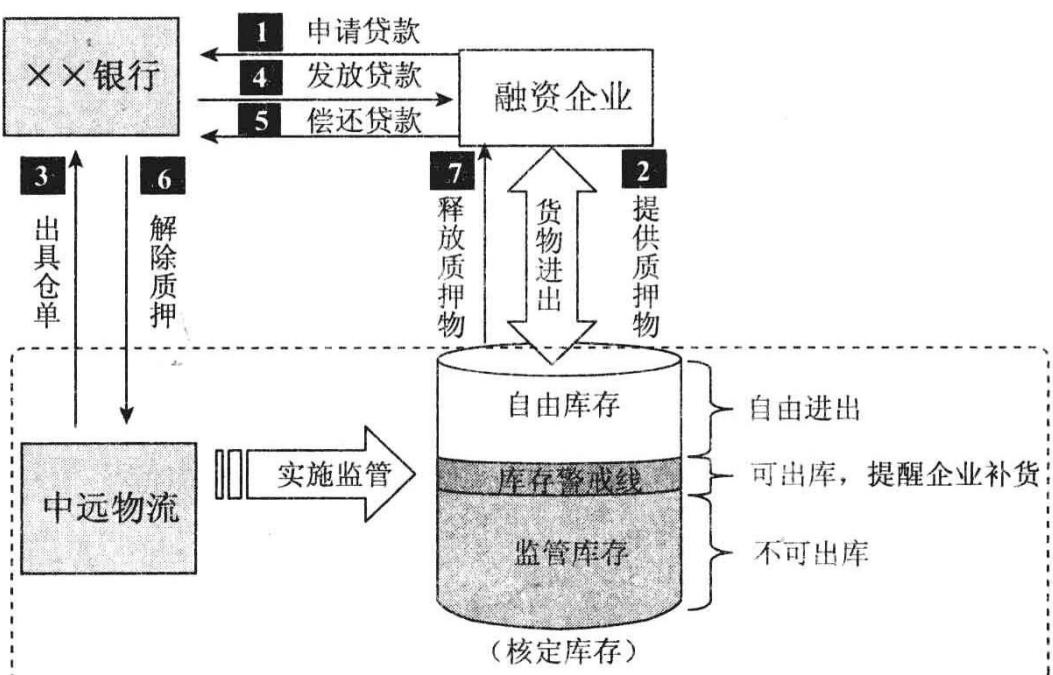 1 申请贷款
××银行
4 发放贷款
融资企业
5 偿还贷款
3 出具仓单
6 解除质押
7 释放质押物
货物进出
2 提供质押物
自由库存
自由进出
中远物流
实施监管
库存警戒线
可出库，提醒企业补货
监管库存
不可出库
（核定库存）